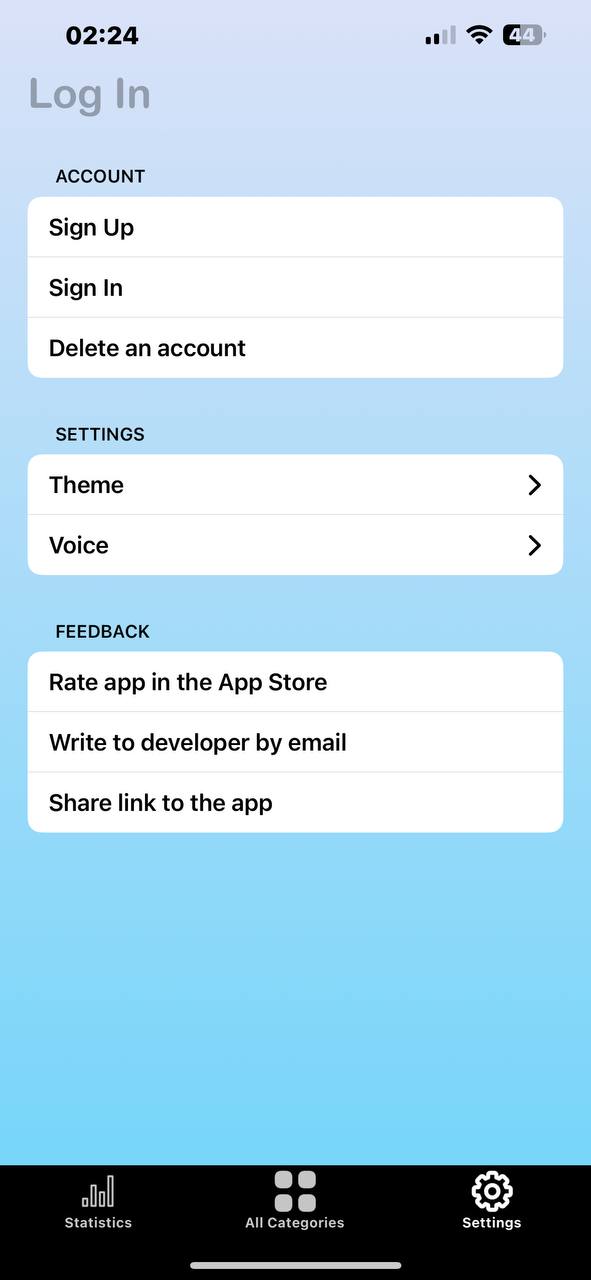 02:24
44
Log In
ACCOUNT
Sign Up
Sign In
Delete an account
SETTINGS
Theme
Voice
FEEDBACK
Rate app in the App Store
Write to developer by email
Share link to the app
Statistics
All Categories
Settings